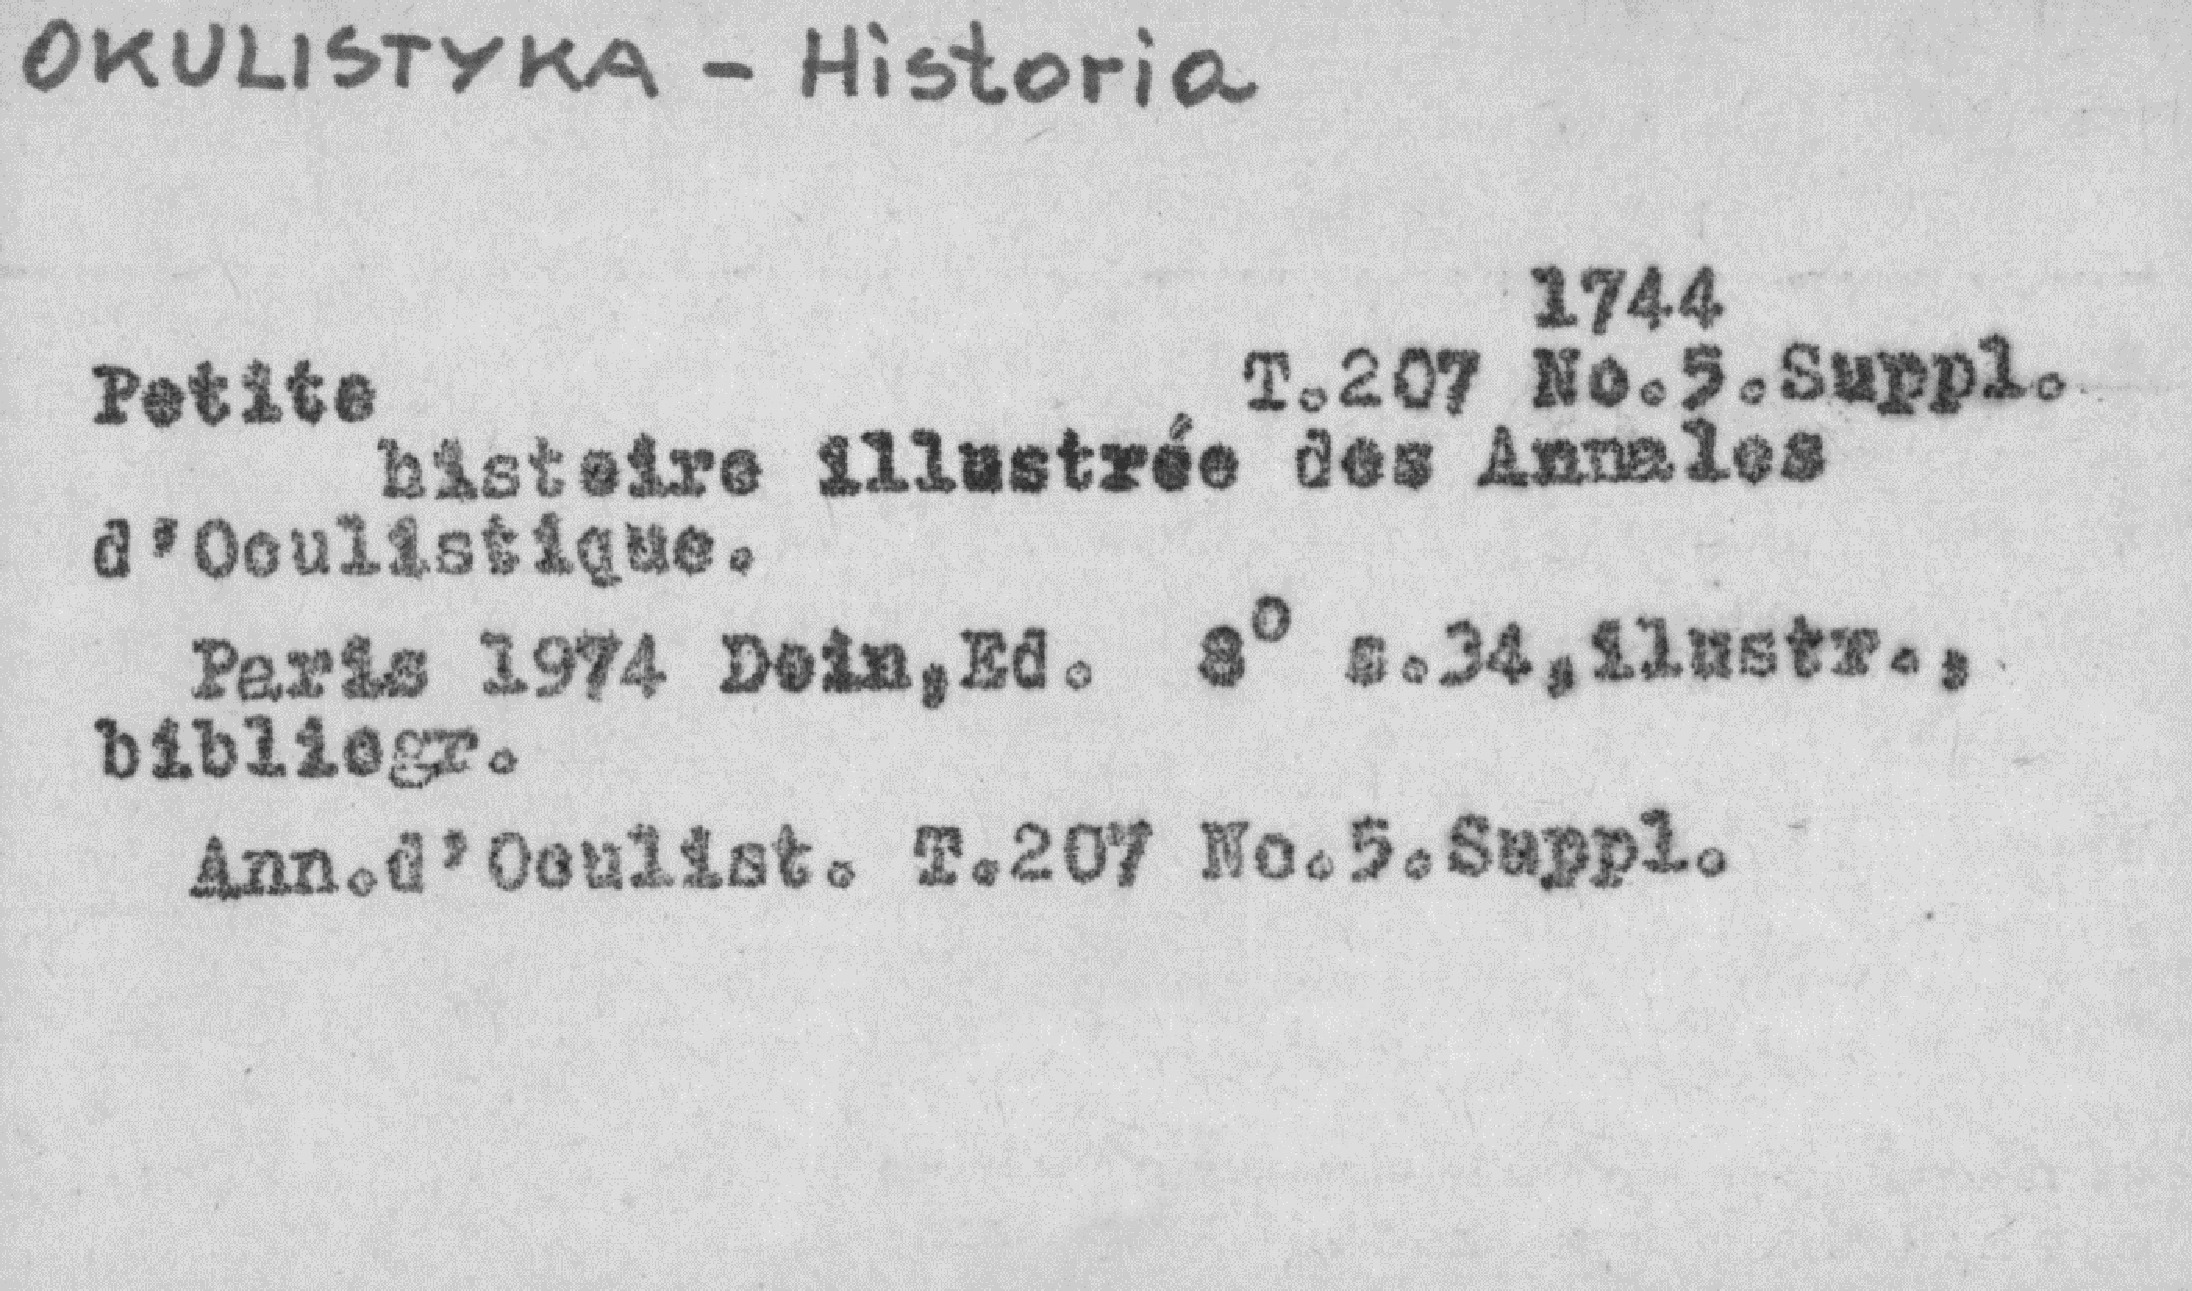 OKULISTYKA - Historia
1744
Petite T.207 No.5.Suppl.
histoire illustrée des Annales
d'Oculistique.
Paris 1974 Doin,Ed. 8° s.34,ilustr.,
bibliogr.
Ann.d'Oculist. T.207 No.5.Suppl.